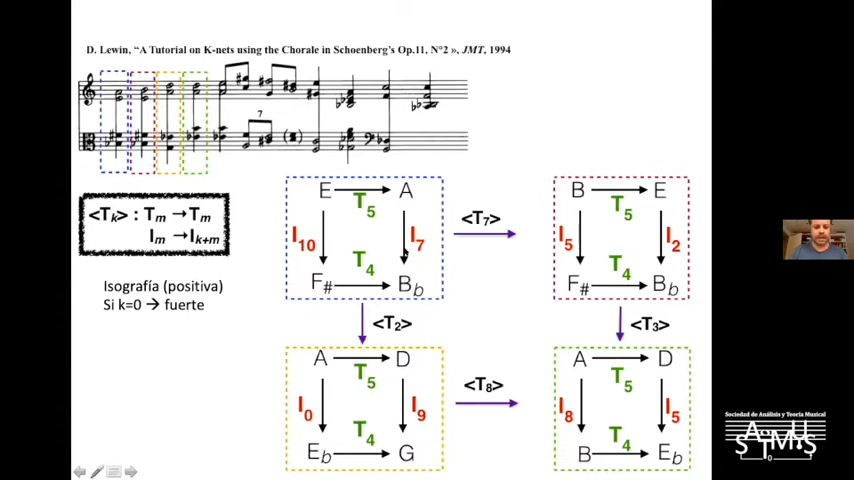 D. Lewin, "A Tutorial on K-nets using the Chorale in Schoenberg's Op.11, N°2 », JMT, 1994
7
<Tk> : Tm → Tm
Im → Ik+m
Isografía (positiva)
Si k=0 → fuerte
E T5 A
I10 I7
F# T4 Bb
<T7>
B T5 E
I5 I2
F# T4 Bb
<T2>
<T3>
A T5 D
I0 I9
Eb T4 G
<T8>
A T5 D
I8 I5
B T4 Eb
Sociedad de Análisis y Teoría Musical
SATMUS
T0